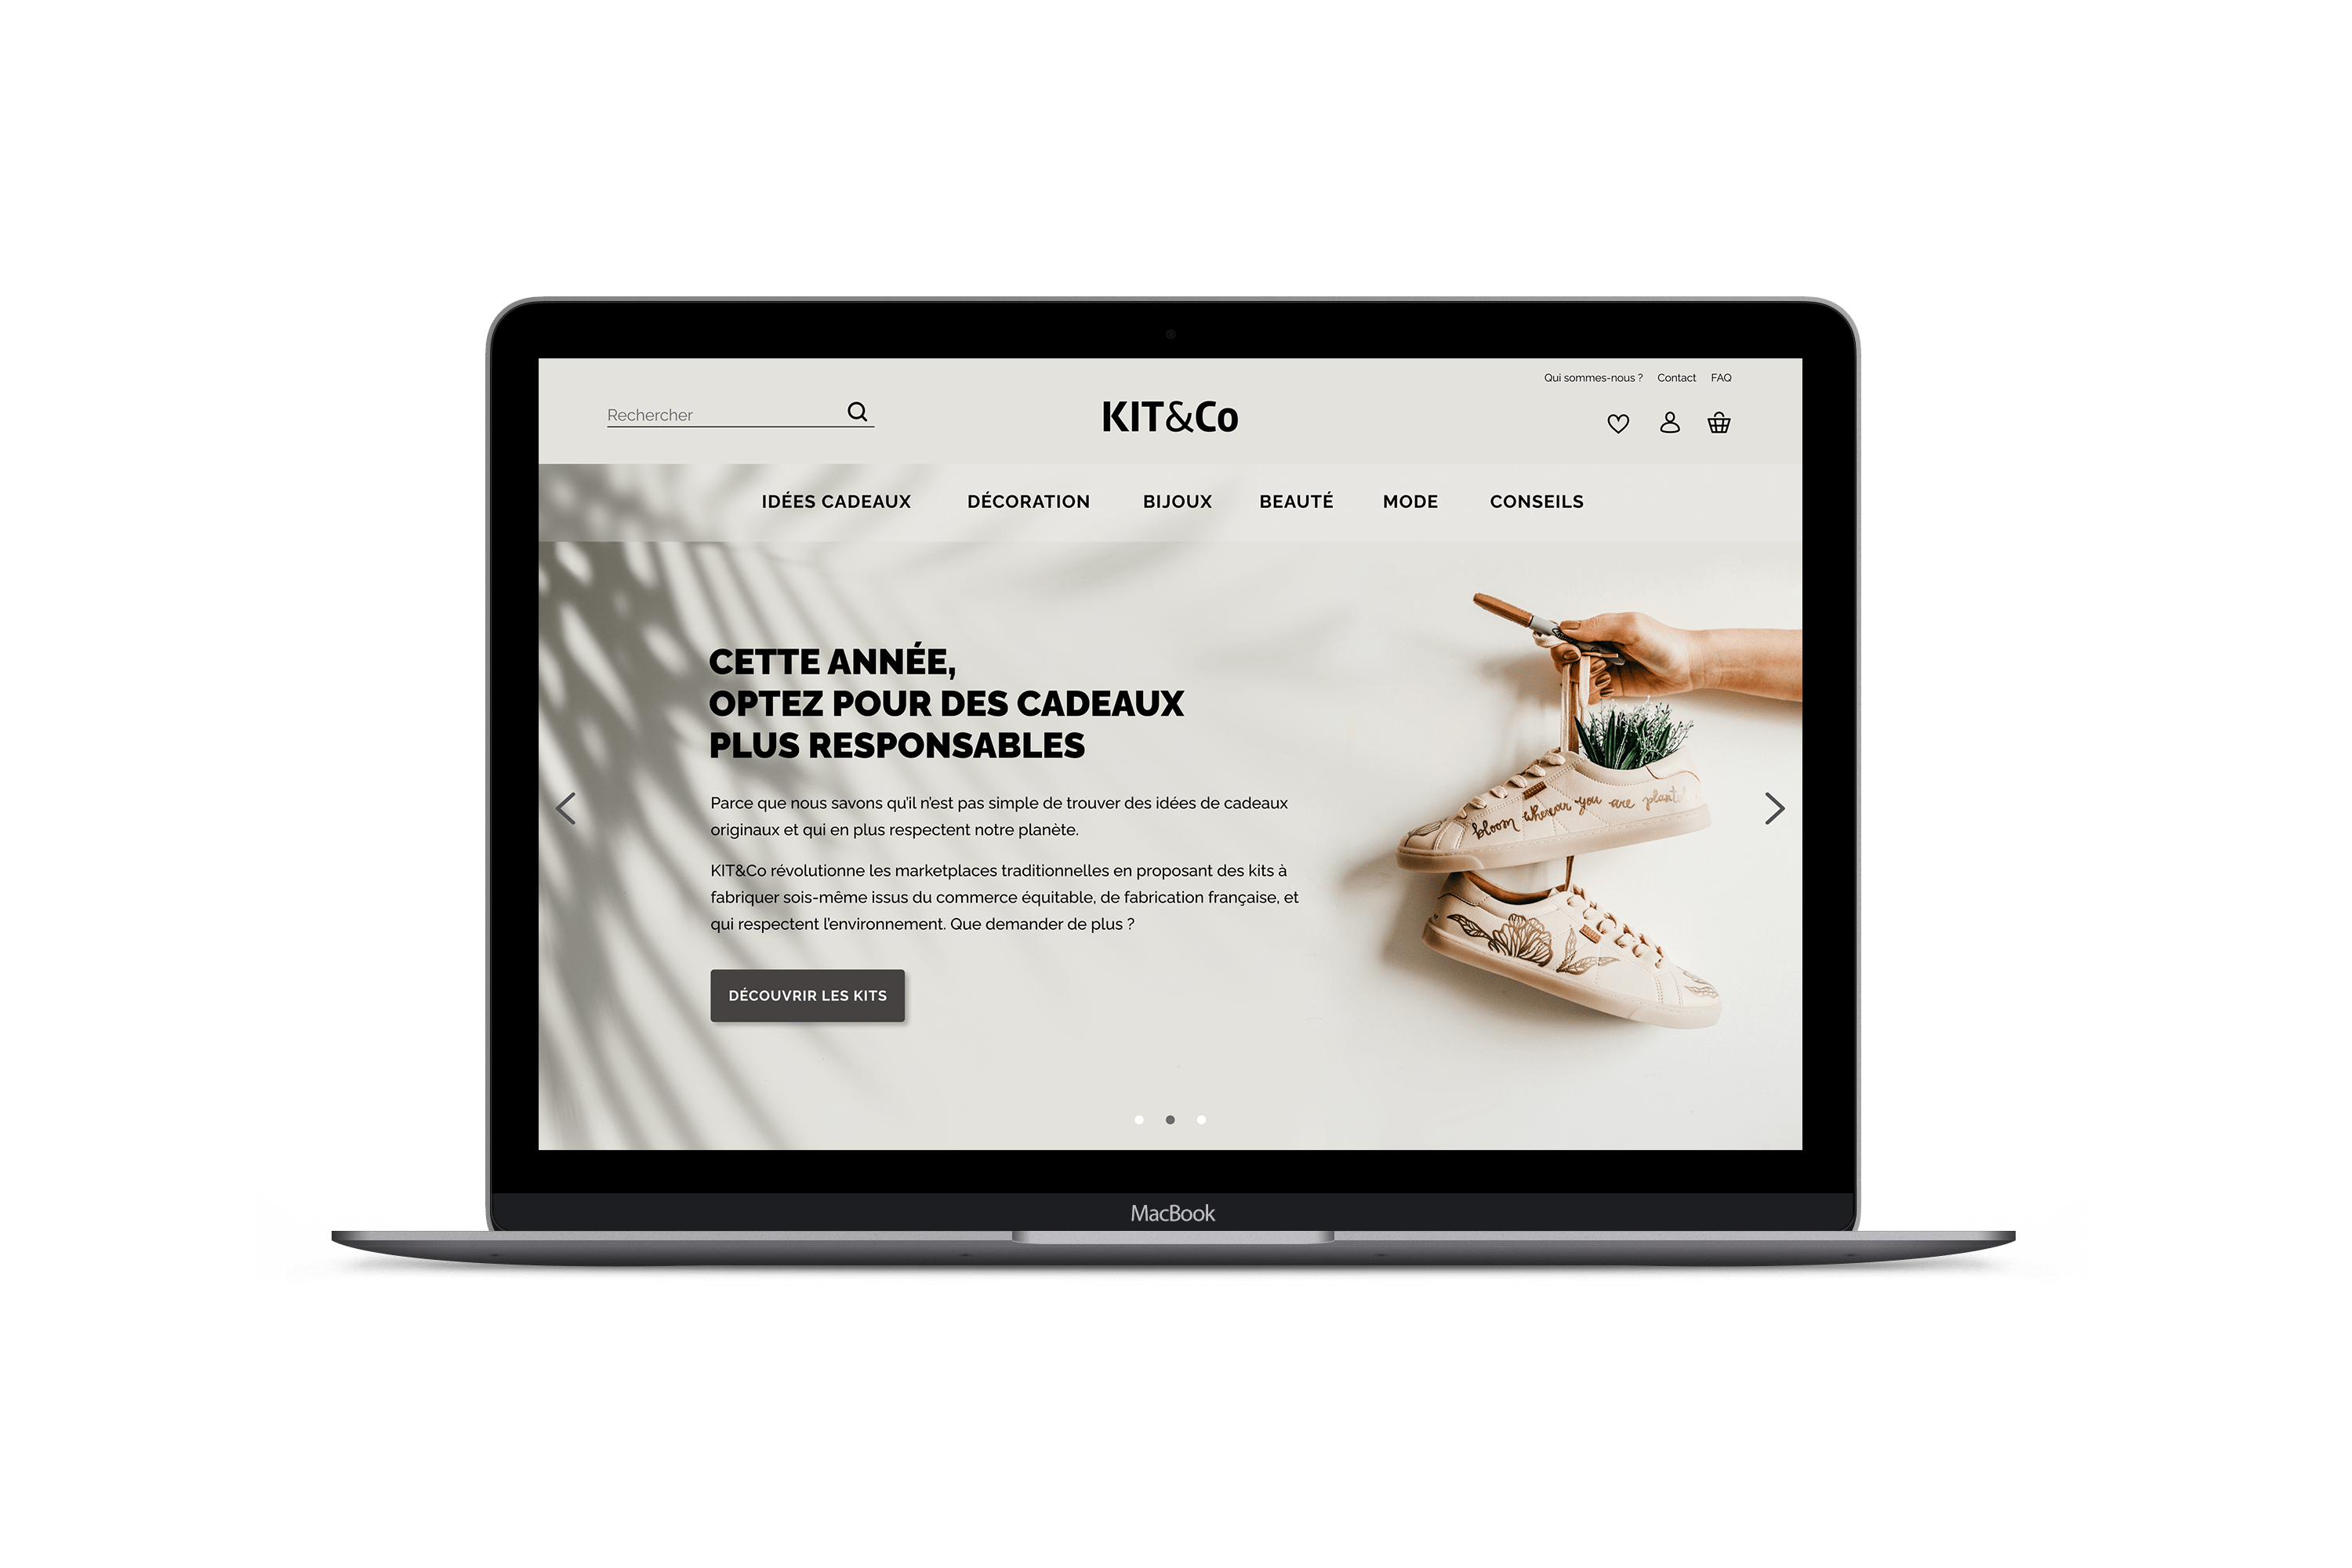 Qui sommes-nous ? Contact FAQ
Rechercher
KIT&Co
IDÉES CADEAUX DÉCORATION BIJOUX BEAUTÉ MODE CONSEILS
CETTE ANNÉE,
OPTEZ POUR DES CADEAUX
PLUS RESPONSABLES
Parce que nous savons qu'il n'est pas simple de trouver des idées de cadeaux
originaux et qui en plus respectent notre planète.
KIT&Co révolutionne les marketplaces traditionnelles en proposant des kits à
fabriquer sois-même issus du commerce équitable, de fabrication française, et
qui respectent l'environnement. Que demander de plus ?
DÉCOUVRIR LES KITS
bloom wherever you are plante
MacBook